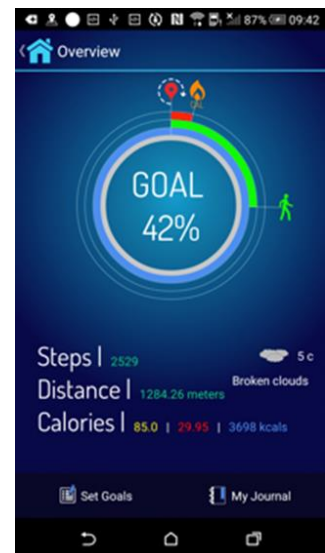 87% 09:42
Overview
CAL
GOAL
42%
Steps | 2529
5 c
Broken clouds
Distance | 1284.26 meters
Calories | 85.0 | 29.95 | 3698 kcals
Set Goals
My Journal